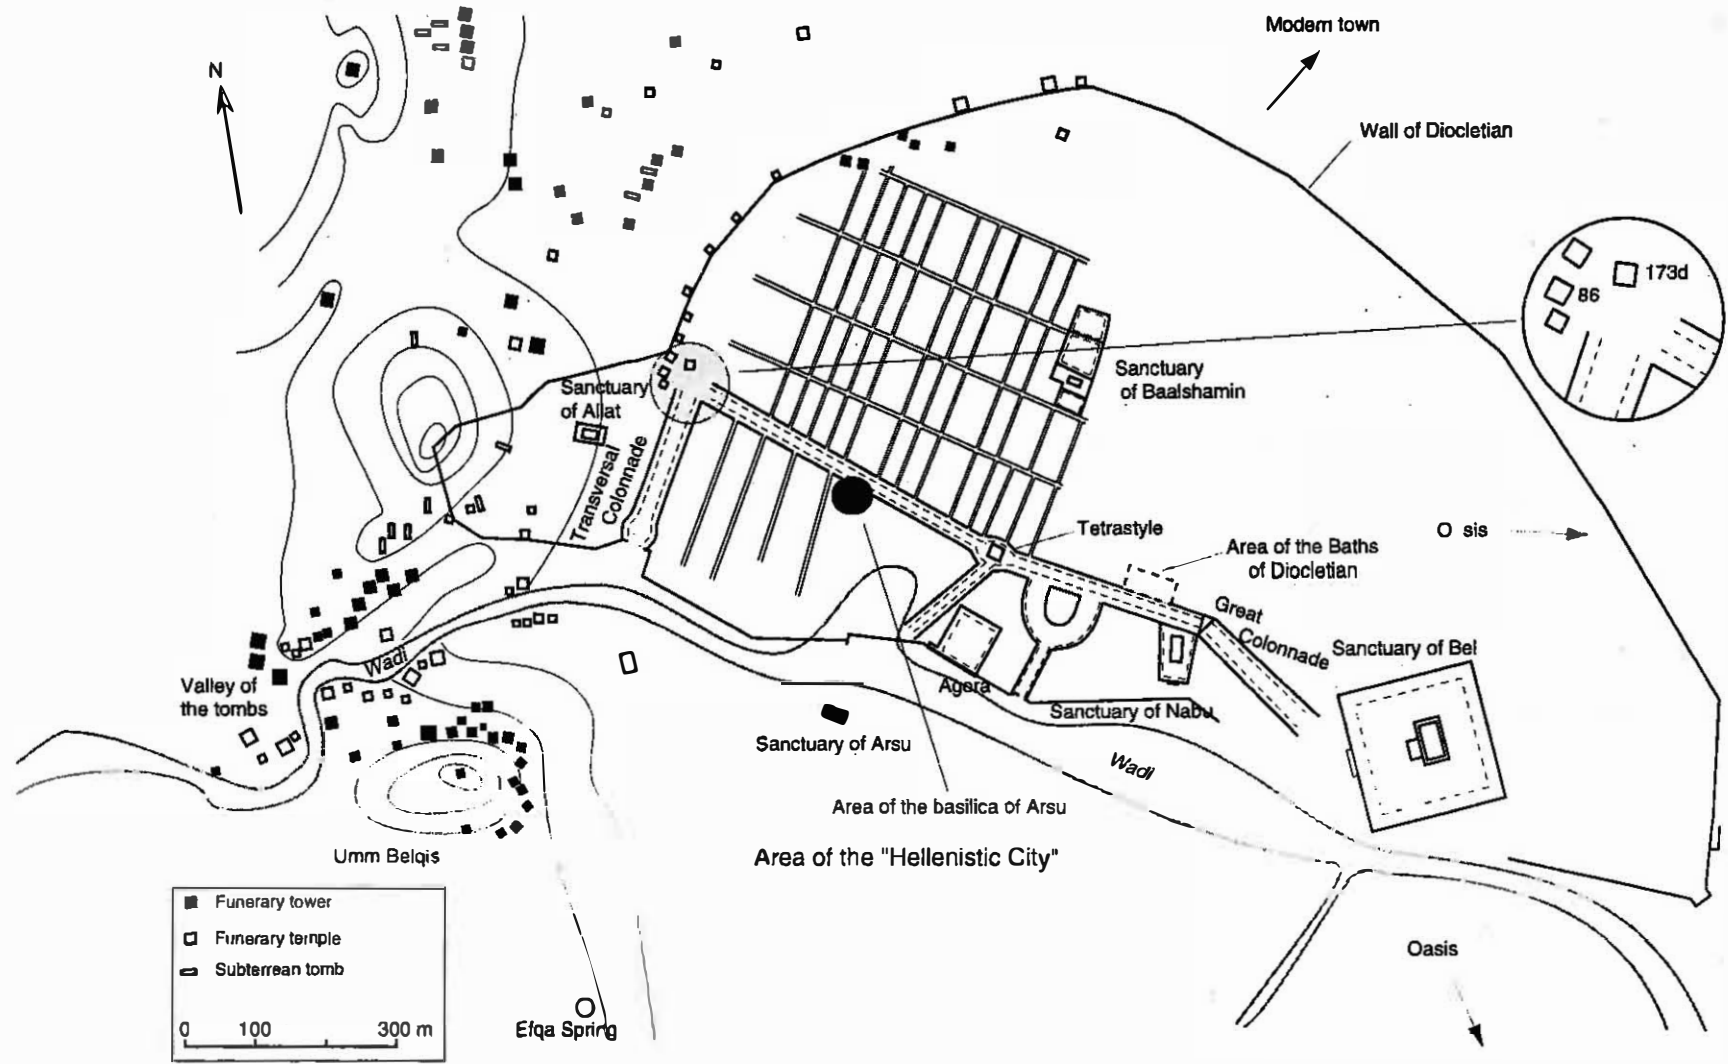 Modern town
N
Wall of Diocletian
173d
86
Sanctuary
of Baalshamin
Sanctuary
of Allat
Transversal
Colonnade
Tetrastyle
O sis
Area of the Baths
of Diocletian
Great
Colonnade
Sanctuary of Bel
Wadi
Valley of
the tombs
Agora
Sanctuary of Nabu
Sanctuary of Arsu
Wadi
Area of the basilica of Arsu
Umm Belqis
Area of the "Hellenistic City"
Funerary tower
Funerary temple
Subterrean tomb
0 100 300 m
Efqa Spring
Oasis